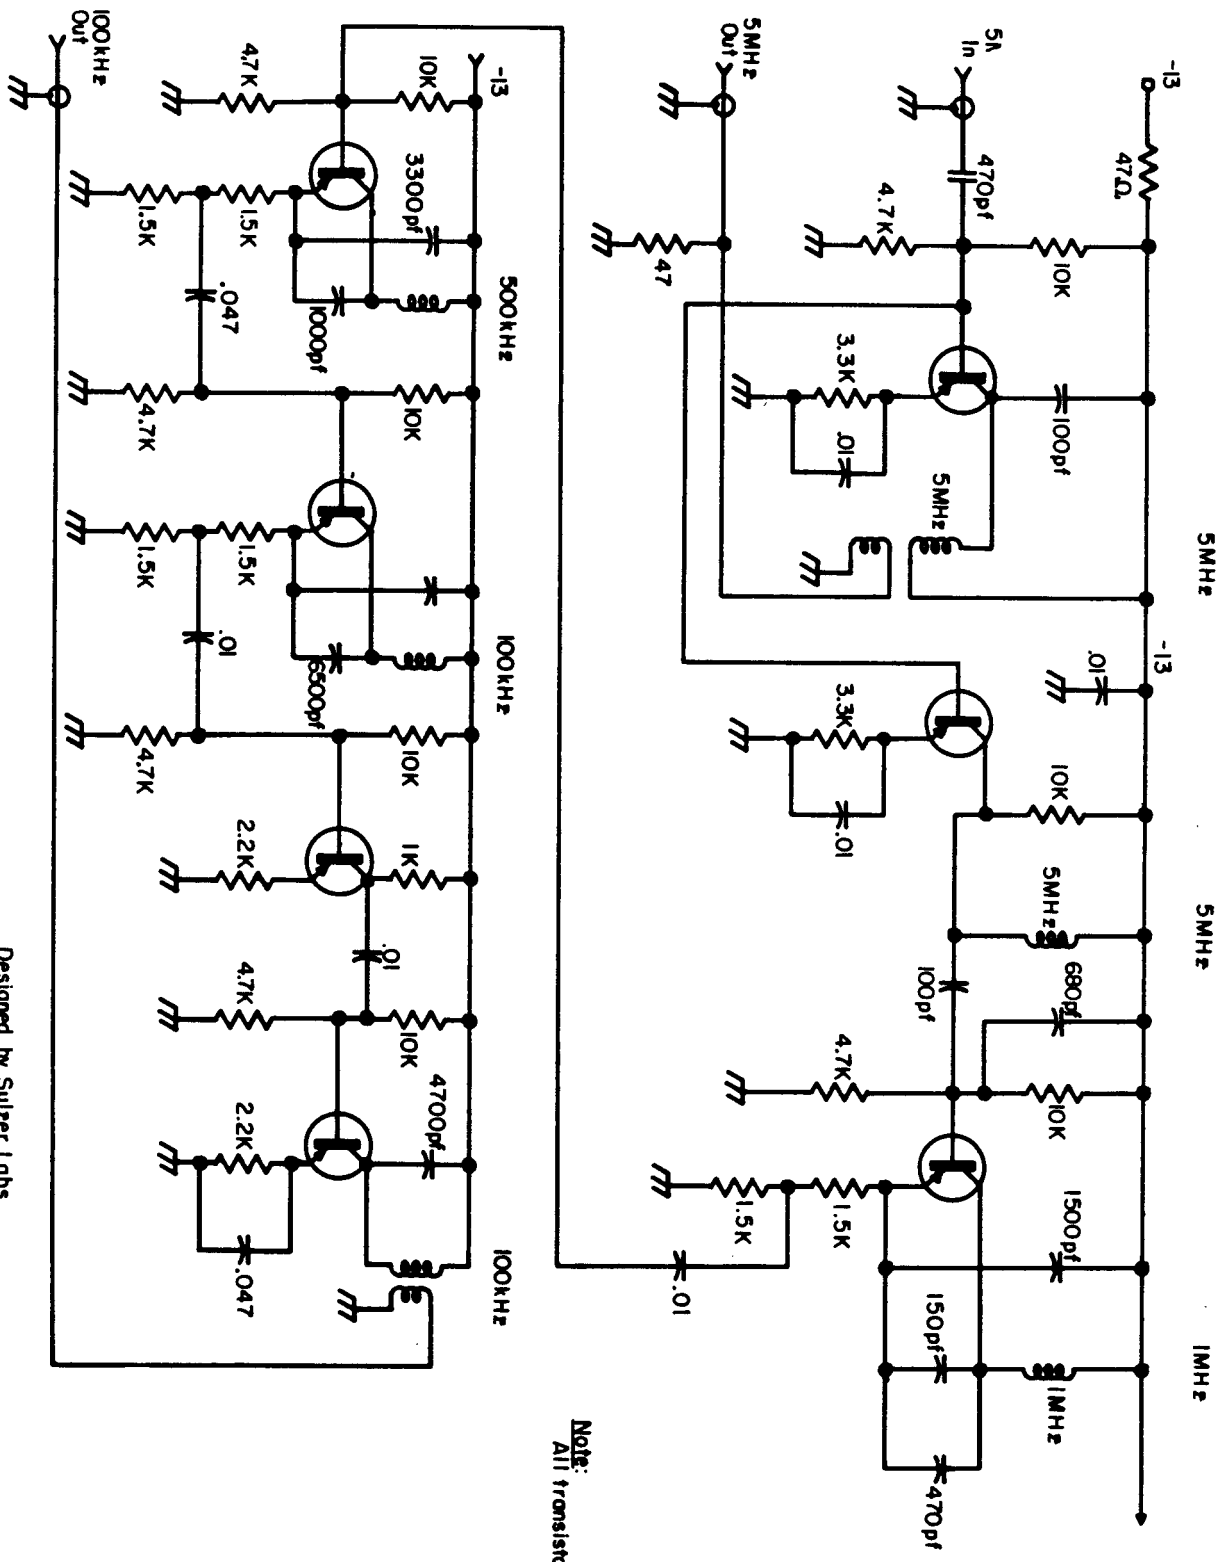 5MHz
5MHz
1MHz
-13
-13
47Ω
.01
10K
100pf
10K
5MHz
680pf
10K
1500pf
1MHz
In
470pf
4.7K
5MHz
100pf
150pf
470pf
3.3K
.01
3.3K
.01
4.7K
1.5K
1.5K
5MHz
Out
47
.01
Note:
All transist
-13
500kHz
100kHz
100kHz
10K
3300pf
10K
10K
1K
10K
4700pf
1000pf
6500pf
.01
4.7K
1.5K
.047
1.5K
.01
2.2K
4.7K
2.2K
.047
1.5K
4.7K
1.5K
4.7K
100kHz
Out
Designed by Sulzer Labs